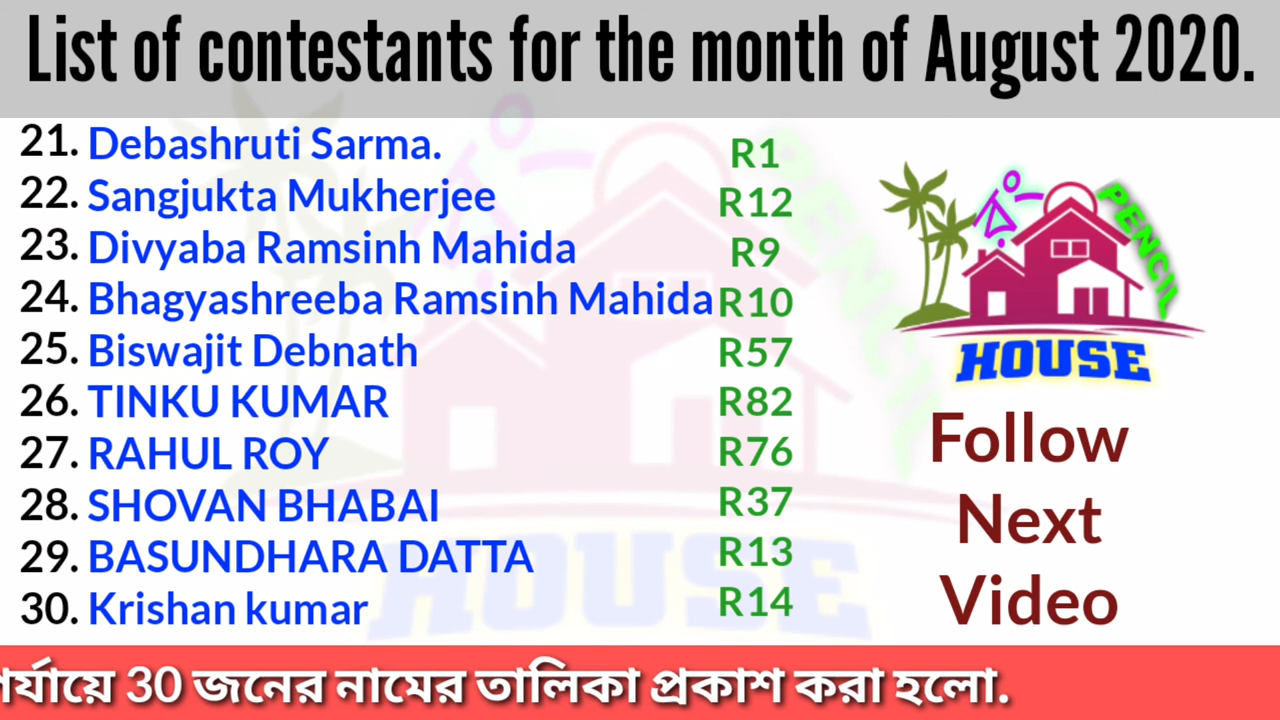 List of contestants for the month of August 2020.
21. Debashruti Sarma. R1
22. Sangjukta Mukherjee R12
23. Divyaba Ramsinh Mahida R9
24. Bhagyashreeba Ramsinh Mahida R10
25. Biswajit Debnath R57
26. TINKU KUMAR R82
27. RAHUL ROY R76
28. SHOVAN BHABAI R37
29. BASUNDHARA DATTA R13
30. Krishan kumar R14
PENCIL
HOUSE
Follow
Next
Video
30 জনের নামের তালিকা প্রকাশ করা হলো.